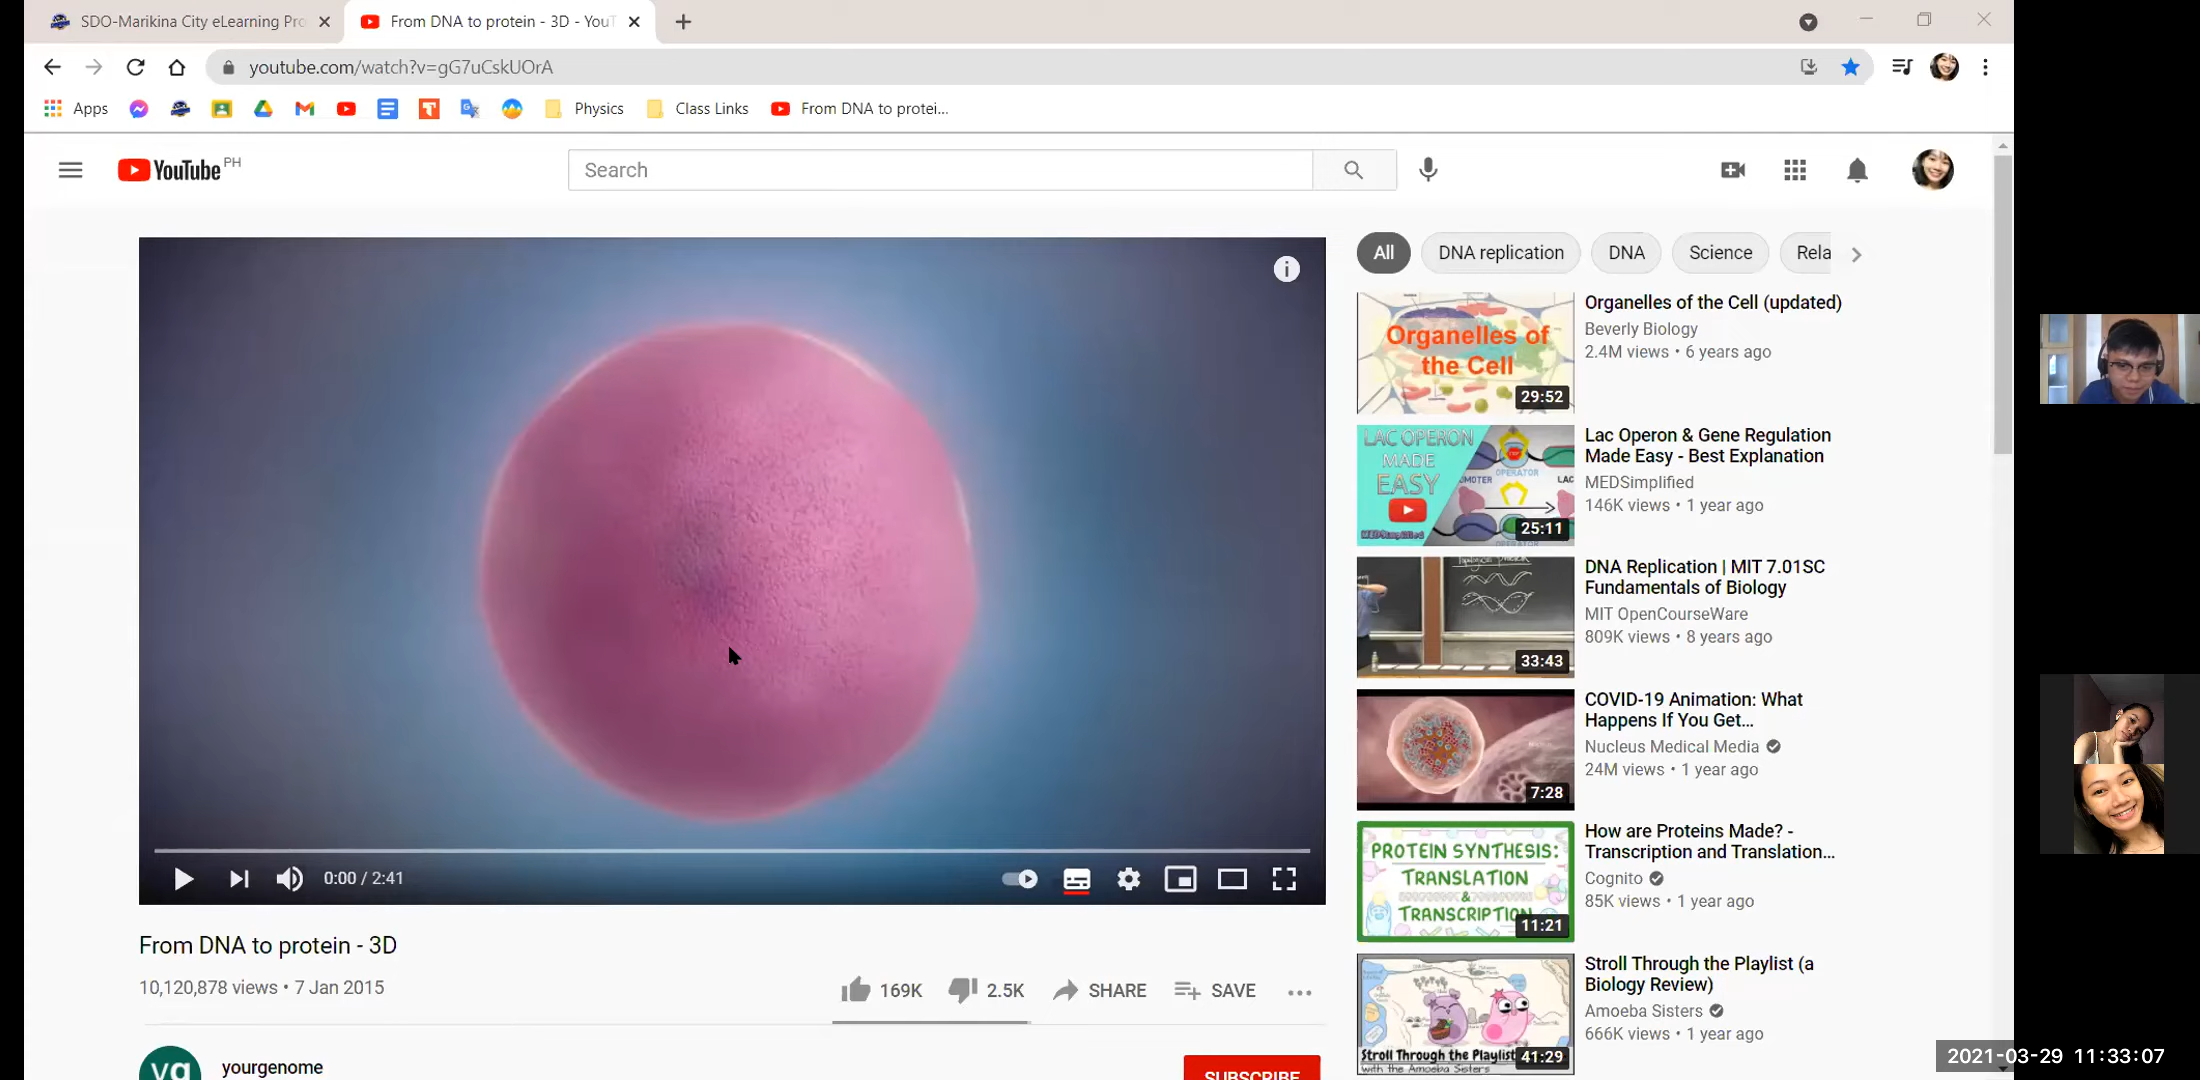 SDO-Marikina City eLearning Pro
From DNA to protein - 3D - YouT
youtube.com/watch?v=gG7uCskUOrA
Apps
Physics
Class Links
From DNA to protei...
YouTube PH
Search
0:00 / 2:41
From DNA to protein - 3D
10,120,878 views • 7 Jan 2015
169K
2.5K
SHARE
SAVE
yg
yourgenome
SUBSCRIBE
All
DNA replication
DNA
Science
Rela
Organelles of
the Cell
29:52
Organelles of the Cell (updated)
Beverly Biology
2.4M views • 6 years ago
LAC OPERON
MADE
EASY
OPERATOR
LAC
OPERATOR
25:11
Lac Operon & Gene Regulation
Made Easy - Best Explanation
MEDSimplified
146K views • 1 year ago
33:43
DNA Replication | MIT 7.01SC
Fundamentals of Biology
MIT OpenCourseWare
809K views • 8 years ago
7:28
COVID-19 Animation: What
Happens If You Get...
Nucleus Medical Media
24M views • 1 year ago
PROTEIN SYNTHESIS:
TRANSLATION
&
TRANSCRIPTION
11:21
How are Proteins Made? -
Transcription and Translation...
Cognito
85K views • 1 year ago
Stroll Through the Playlist
with the Amoeba Sisters
41:29
Stroll Through the Playlist (a
Biology Review)
Amoeba Sisters
666K views • 1 year ago
2021-03-29 11:33:07